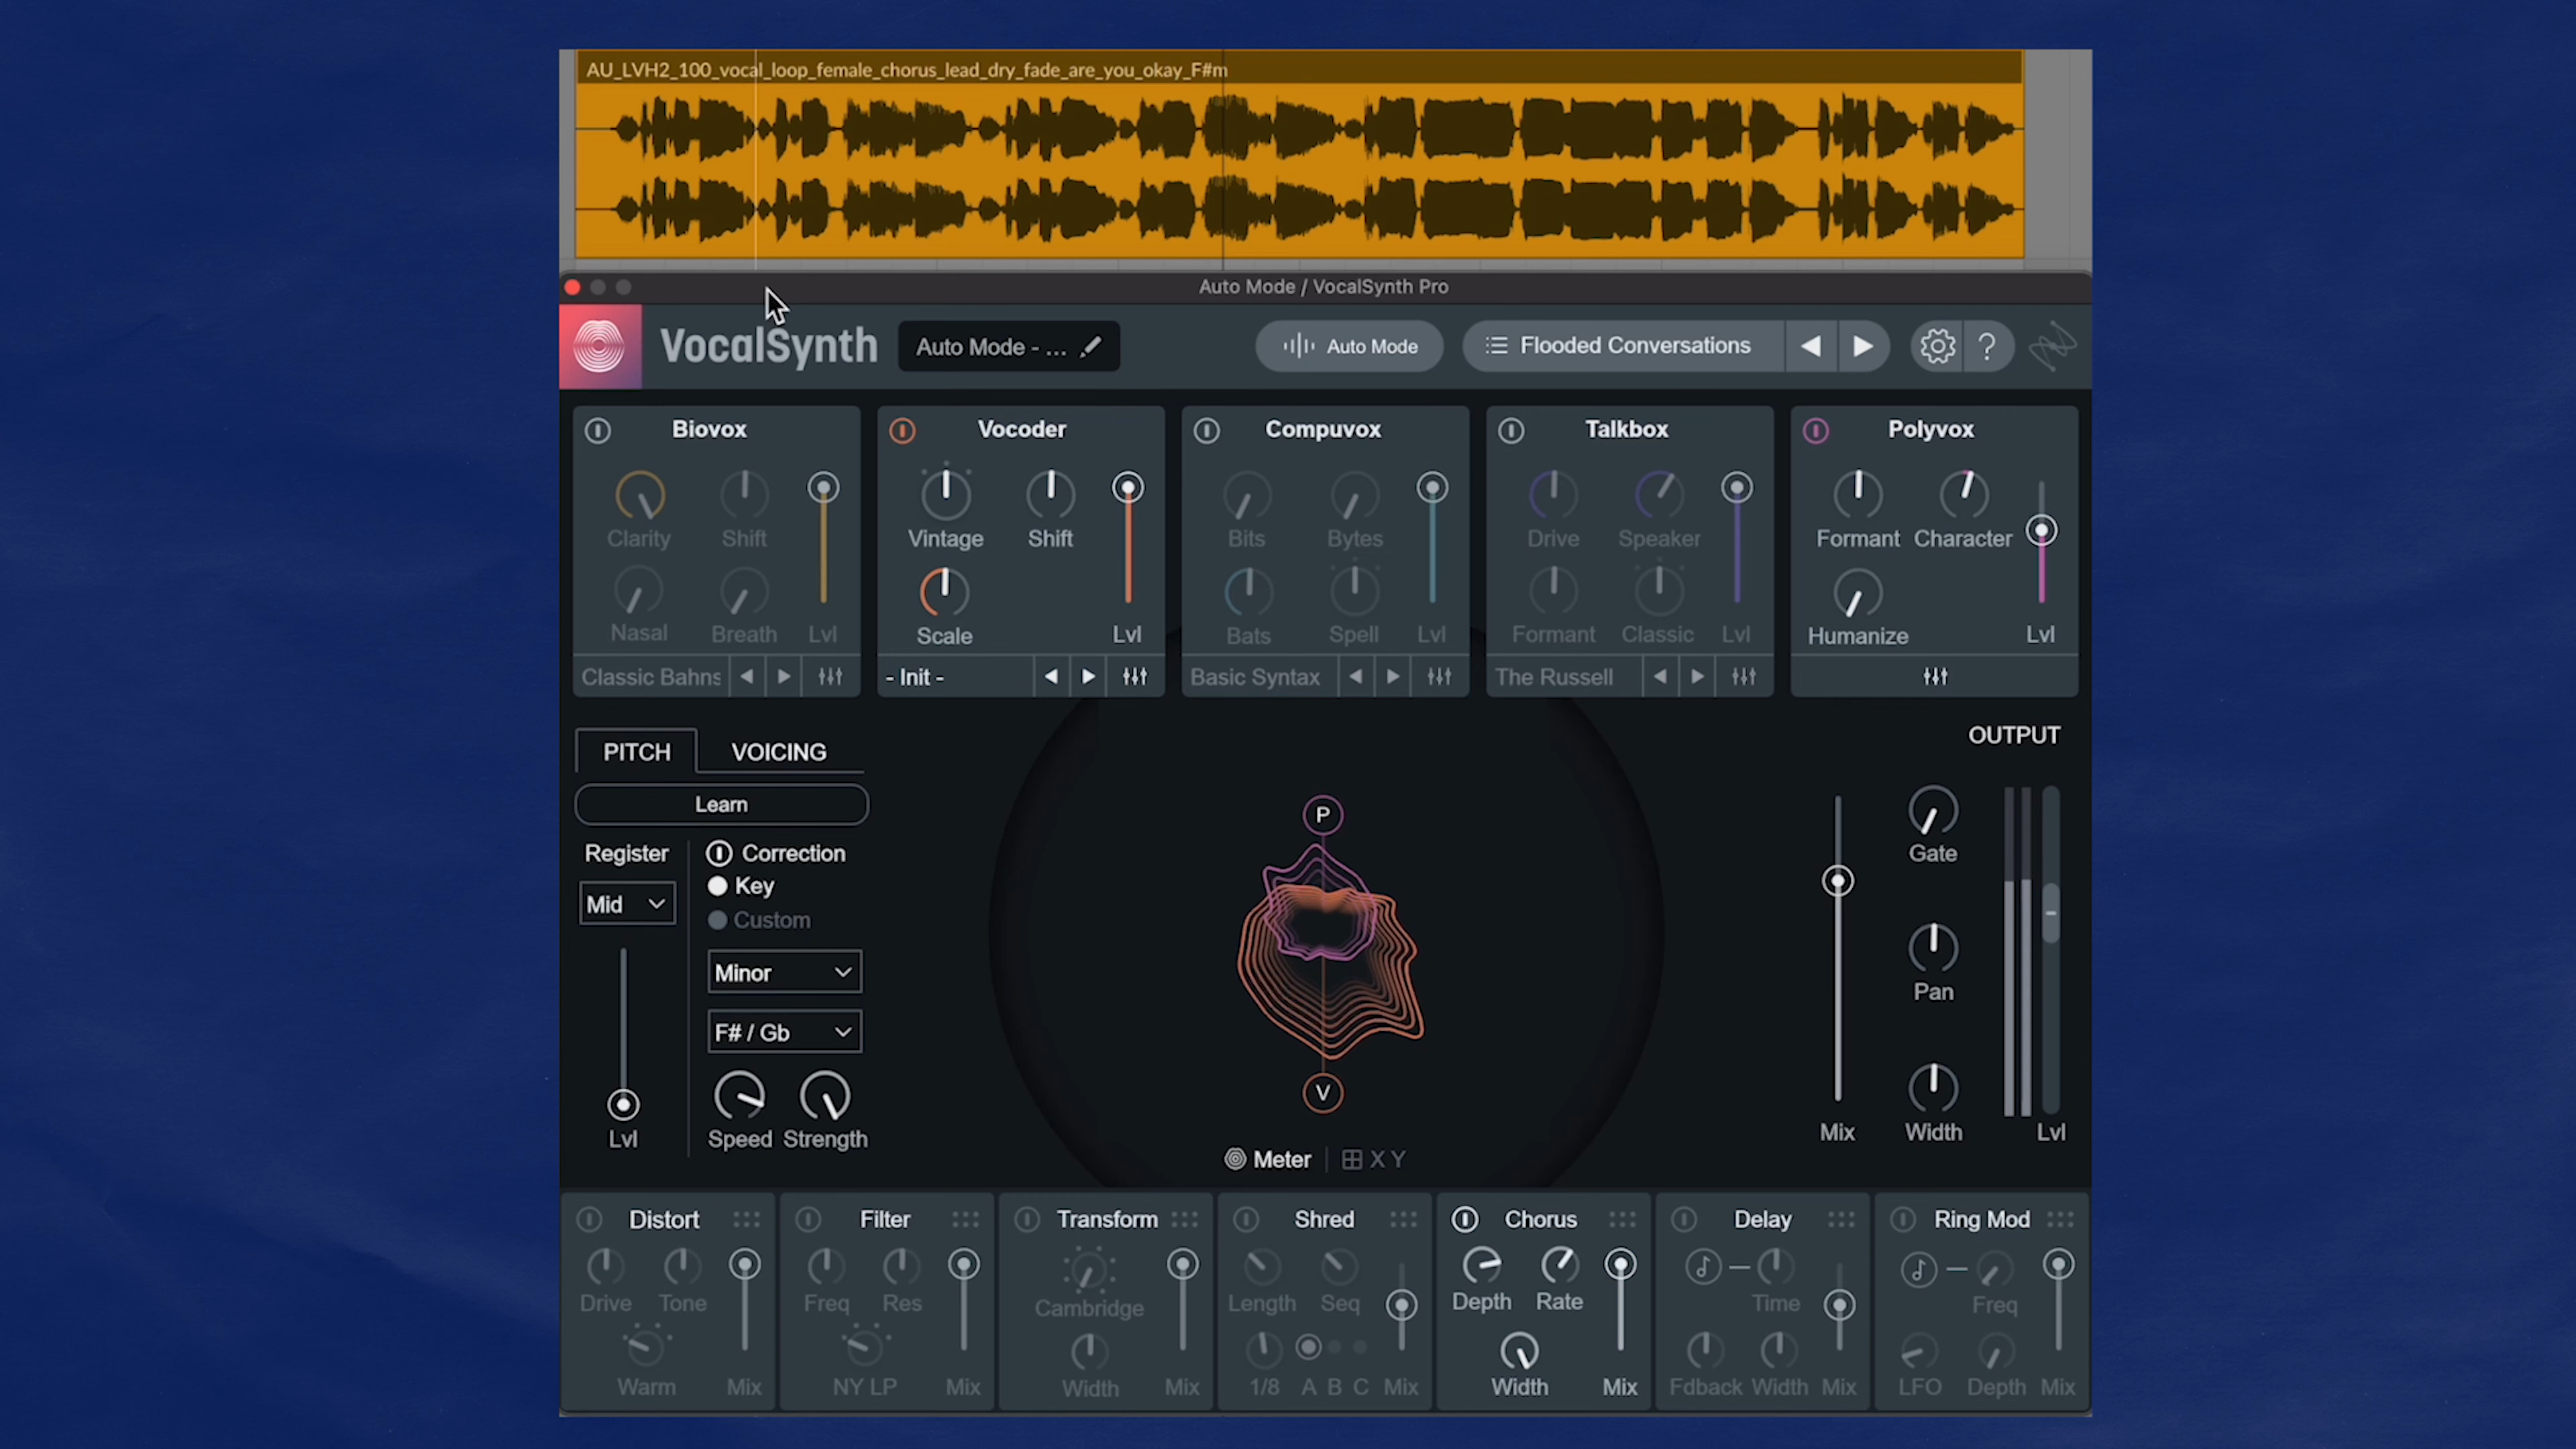 AU_LVH2_100_vocal_loop_female_chorus_lead_dry_fade_are_you_okay_F#m
Auto Mode / VocalSynth Pro
VocalSynth Auto Mode - ... Auto Mode Flooded Conversations ?
Biovox Vocoder Compuvox Talkbox Polyvox
Clarity Shift Vintage Shift Bits Bytes Drive Speaker Formant Character
Nasal Breath Lvl Scale Lvl Bats Spell Lvl Formant Classic Lvl Humanize Lvl
Classic Bahns - Init - Basic Syntax The Russell
PITCH VOICING OUTPUT
Learn
Register Correction Gate
Key
Mid Custom
Minor Pan
F# / Gb
P
V
Lvl Speed Strength Mix Width Lvl
Meter X Y
Distort Filter Transform Shred Chorus Delay Ring Mod
Drive Tone Freq Res Cambridge Length Seq Depth Rate Time Freq
Warm Mix NY LP Mix Width Mix 1/8 A B C Mix Width Mix Fdback Width Mix LFO Depth Mix